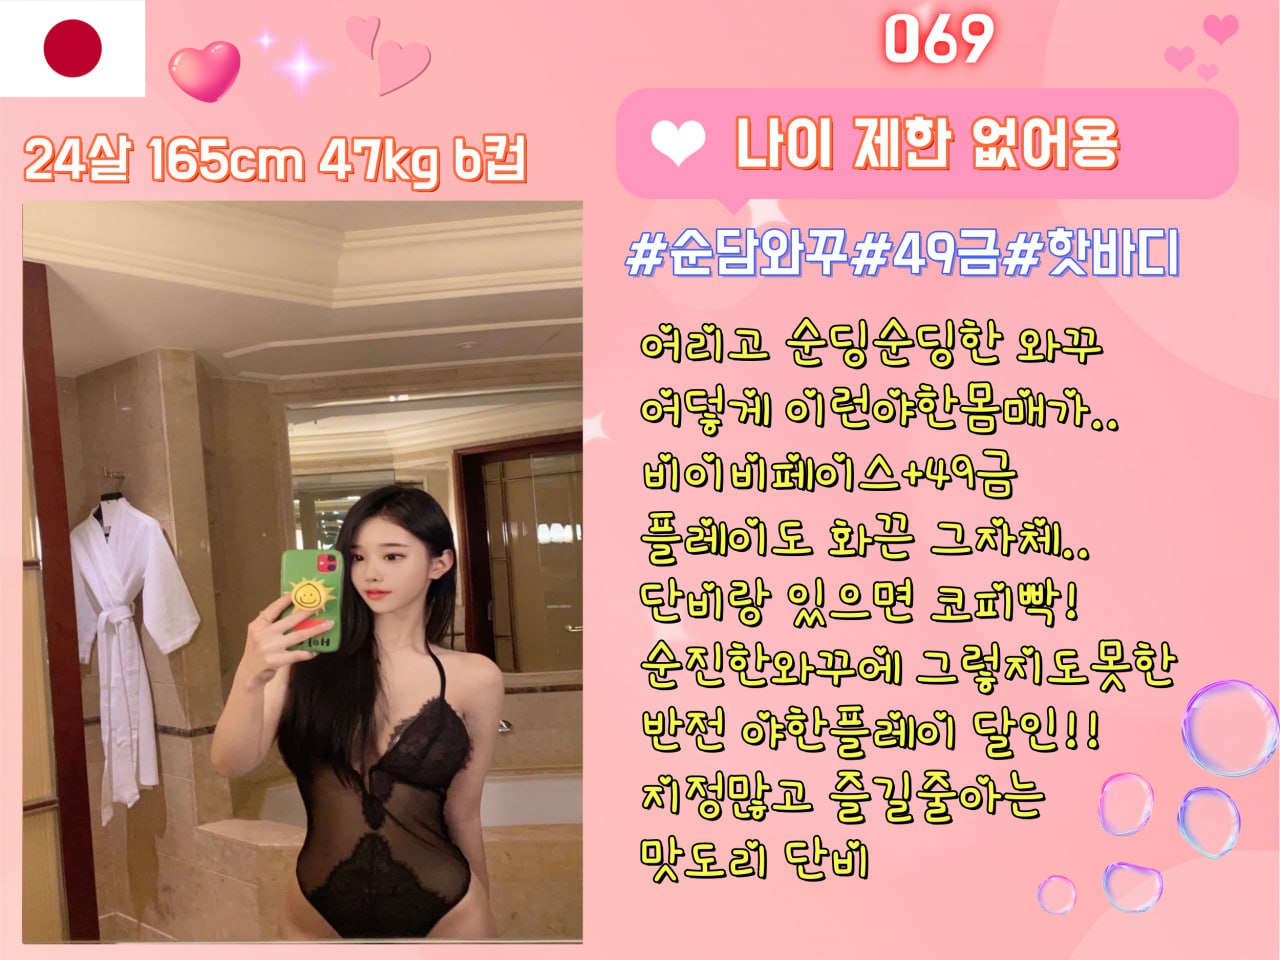 069
24살 165cm 47kg b컵
나이 제한 없어용
#순담와꾸#49금#핫바디
여리고 순딩순딩한 와꾸
여덯게 이런야한몸매가..
비이비페이스+49금
플레이도 화끈 그자체..
단비랑 있으면 코피빡!
순진한와꾸에 그렇지도못한
반전 야한플레이 달인!!
지정많고 즐길줄아는
맛도리 단비